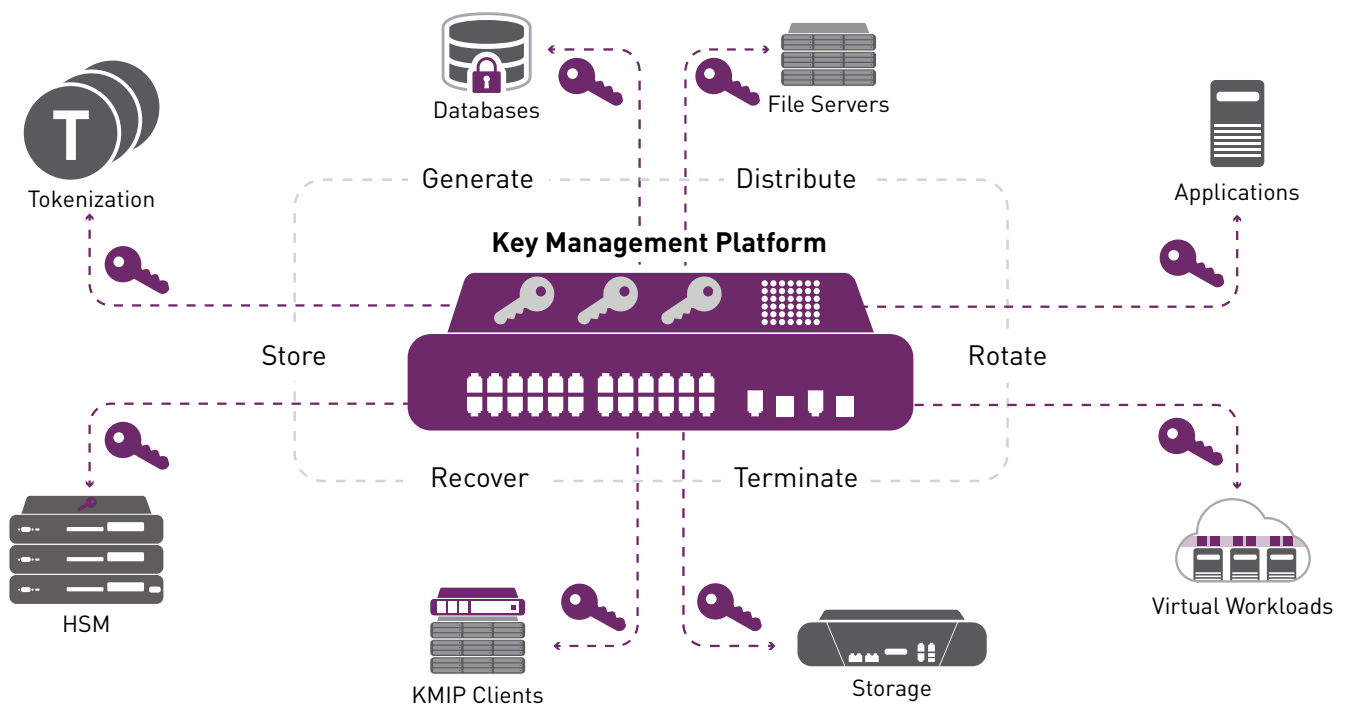 Databases
File Servers
T
Tokenization
Generate
Distribute
Applications
Key Management Platform
Store
Rotate
Recover
Terminate
HSM
Virtual Workloads
KMIP Clients
Storage